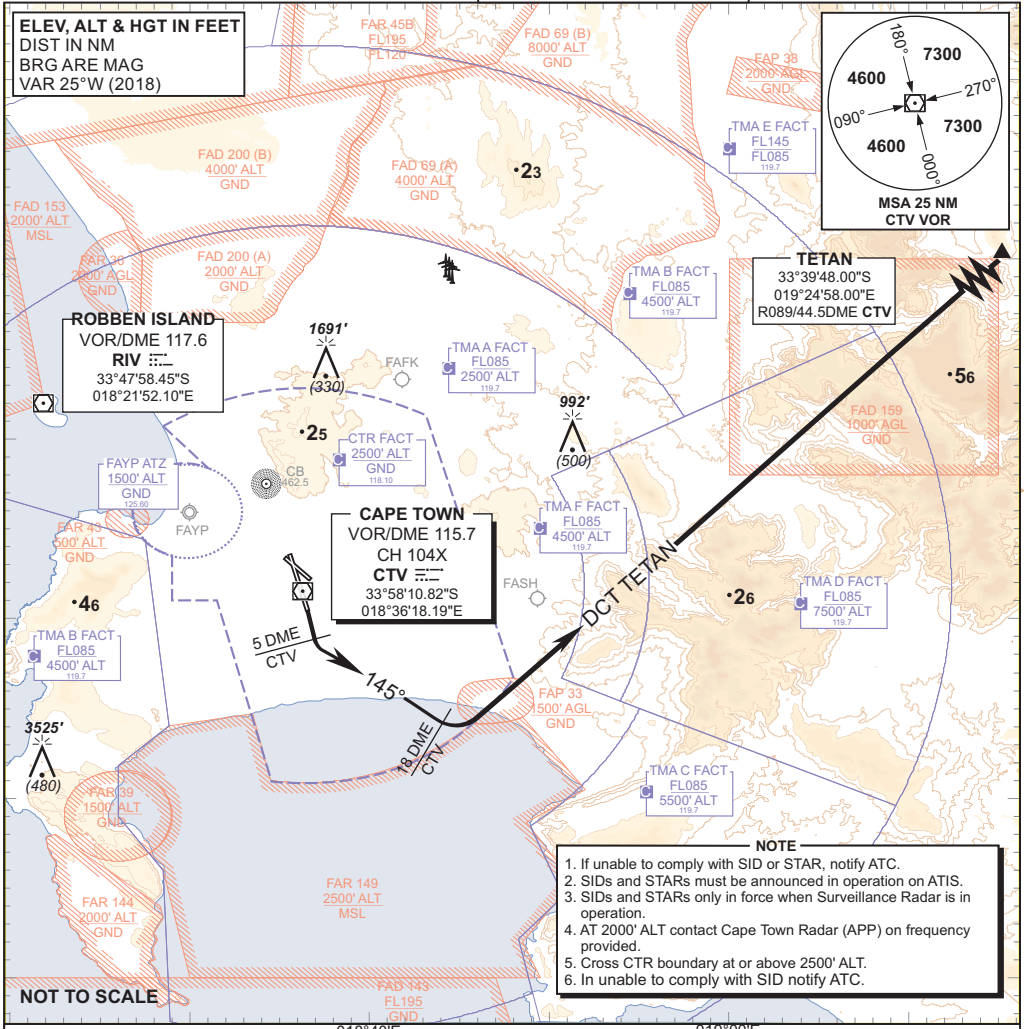 ELEV, ALT & HGT IN FEET
DIST IN NM
BRG ARE MAG
VAR 25°W (2018)
FAR 45B
FL195
FL120
FAD 69 (B)
8000' ALT
GND
FAP 38
2000' AGL
GND
180°
7300
4600
270°
090°
7300
4600
000°
MSA 25 NM
CTV VOR
TMA E FACT
FL145
FL085
119.7
C
FAD 200 (B)
4000' ALT
GND
FAD 69 (A)
4000' ALT
GND
23
FAD 153
2000' ALT
MSL
GND
FAD 200 (A)
2000' ALT
GND
TETAN
33°39'48.00"S
019°24'58.00"E
R089/44.5DME CTV
TMA B FACT
FL085
4500' ALT
119.7
C
ROBBEN ISLAND
VOR/DME 117.6
RIV
33°47'58.45"S
018°21'52.10"E
1691'
(330)
FAFK
TMA A FACT
FL085
2500' ALT
119.7
C
56
992'
(500)
FAD 159
1000' AGL
GND
25
CTR FACT
2500' ALT
GND
118.10
C
FAYP ATZ
1500' ALT
GND
125.60
CB
462.5
FAYP
FAR 43
500' ALT
GND
CAPE TOWN
VOR/DME 115.7
CH 104X
CTV
33°58'10.82"S
018°36'18.19"E
TMA F FACT
FL085
4500' ALT
119.7
C
FASH
DCT TETAN
26
TMA D FACT
FL085
7500' ALT
119.7
C
46
TMA B FACT
FL085
4500' ALT
119.7
C
5 DME
CTV
145°
18 DME
CTV
FAP 33
1500' AGL
GND
3525'
(480)
FAR 39
1500' ALT
GND
TMA C FACT
FL085
5500' ALT
119.7
C
FAR 149
2500' ALT
MSL
FAR 144
2000' ALT
GND
NOTE
1. If unable to comply with SID or STAR, notify ATC.
2. SIDs and STARs must be announced in operation on ATIS.
3. SIDs and STARs only in force when Surveillance Radar is in
operation.
4. AT 2000' ALT contact Cape Town Radar (APP) on frequency
provided.
5. Cross CTR boundary at or above 2500' ALT.
6. In unable to comply with SID notify ATC.
NOT TO SCALE
FAD 143
FL195
GND